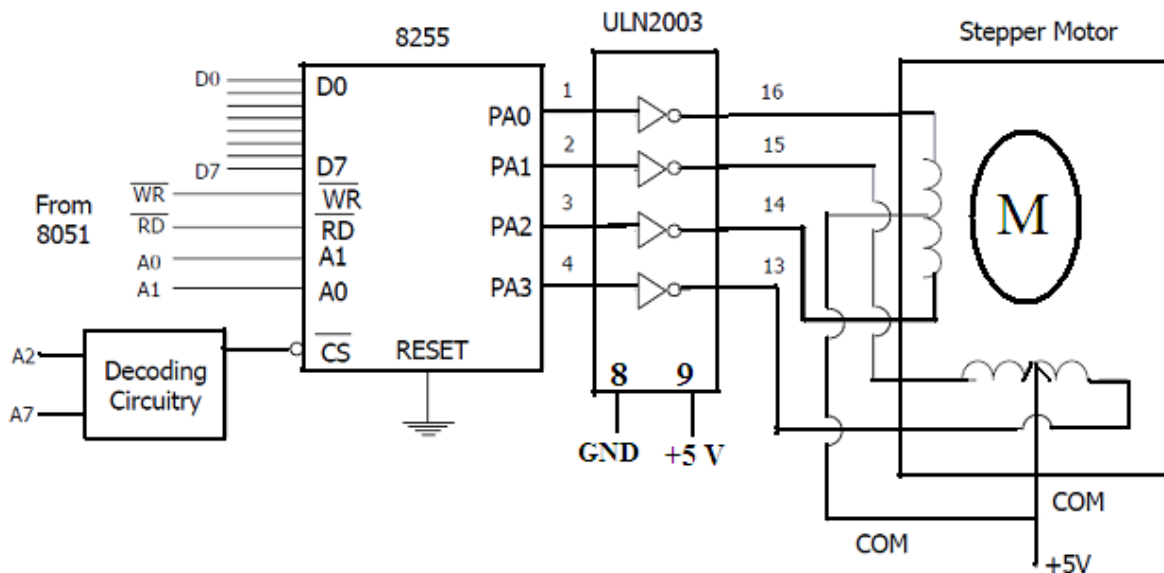 ULN2003
8255
Stepper Motor
D0
D0
PA0
1
16
PA1
2
15
D7
D7
From
8051
WR
WR
PA2
3
14
M
RD
RD
A0
A1
PA3
4
13
A1
A0
A2
CS
RESET
Decoding
Circuitry
8
9
A7
GND
+5 V
COM
COM
+5V